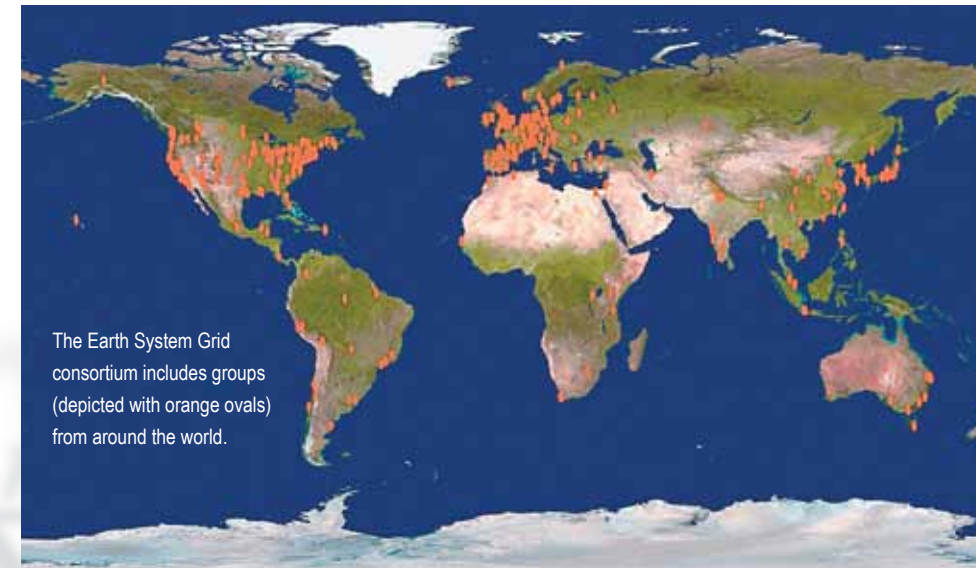 The Earth System Grid
consortium includes groups
(depicted with orange ovals)
from around the world.